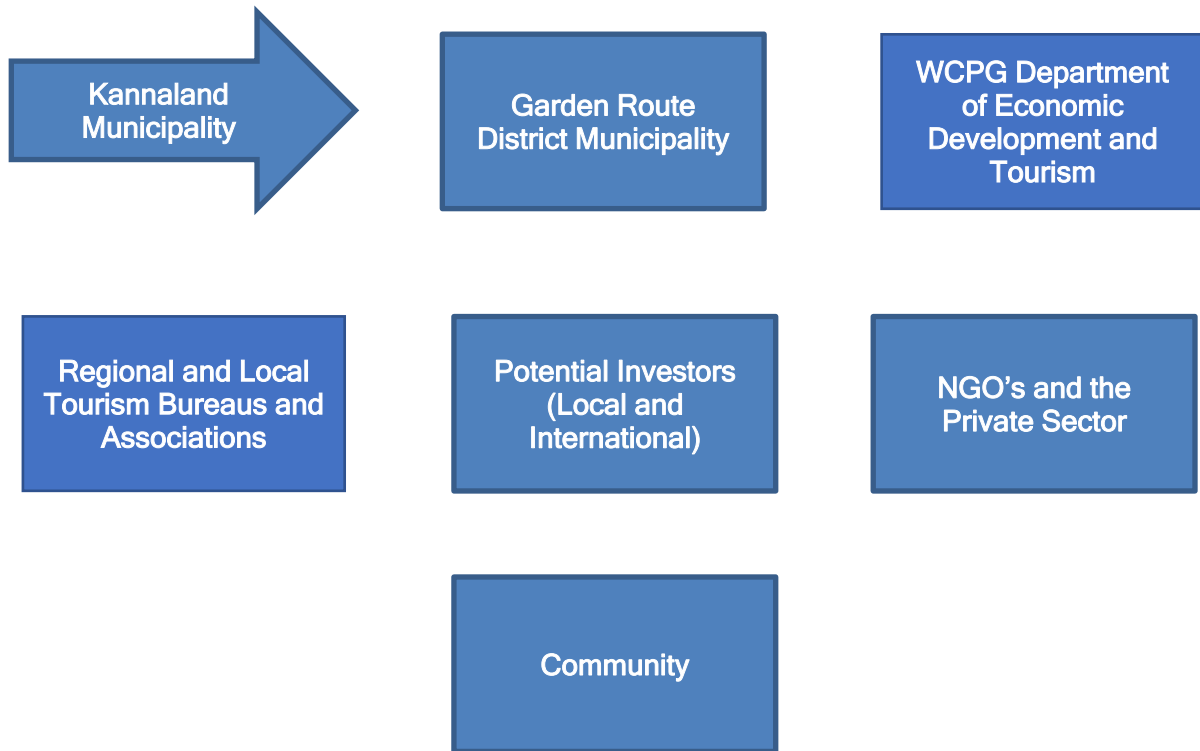 Kannaland
Municipality
Garden Route
District Municipality
WCPG Department
of Economic
Development and
Tourism
Regional and Local
Tourism Bureaus and
Associations
Potential Investors
(Local and
International)
NGO’s and the
Private Sector
Community